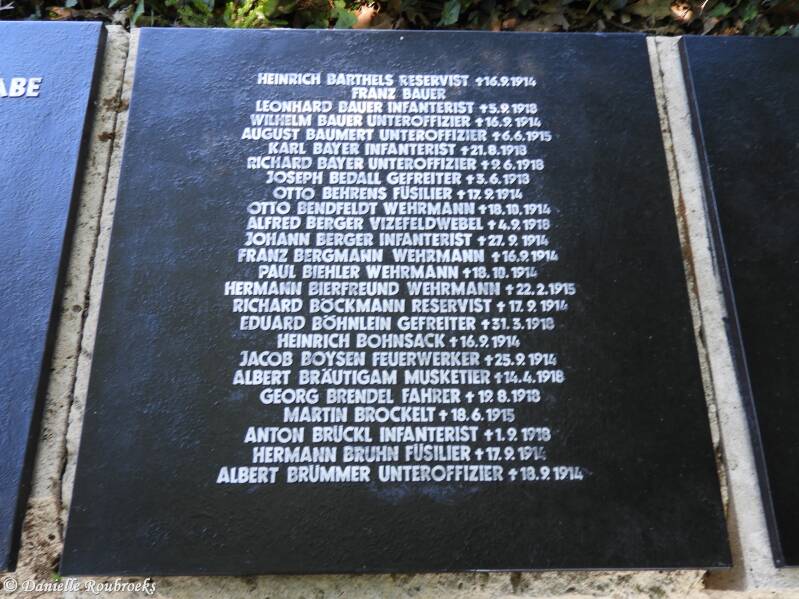 ABE
HEINRICH BARTHELS RESERVIST †16.9.1914
FRANZ BAUER
LEONHARD BAUER INFANTERIST †5.9.1918
WILHELM BAUER UNTEROFFIZIER †16.9.1914
AUGUST BAUMERT UNTEROFFIZIER †6.6.1915
KARL BAYER INFANTERIST †21.8.1918
RICHARD BAYER UNTEROFFIZIER †9.6.1918
JOSEPH BEDALL GEFREITER †3.6.1918
OTTO BEHRENS FÜSILIER †17.9.1914
OTTO BENDFELDT WEHRMANN †18.10.1914
ALFRED BERGER VIZEFELDWEBEL †4.9.1918
JOHANN BERGER INFANTERIST †27.9.1914
FRANZ BERGMANN WEHRMANN †16.9.1914
PAUL BIEHLER WEHRMANN †18.10.1914
HERMANN BIERFREUND WEHRMANN †22.2.1915
RICHARD BÖCKMANN RESERVIST †17.9.1914
EDUARD BÖHNLEIN GEFREITER †31.3.1918
HEINRICH BOHNSACK †16.9.1914
JACOB BOYSEN FEUERWERKER †25.9.1914
ALBERT BRÄUTIGAM MUSKETIER †14.4.1918
GEORG BRENDEL FAHRER †19.8.1918
MARTIN BROCKELT †18.6.1915
ANTON BRÜCKL INFANTERIST †1.9.1918
HERMANN BRUHN FÜSILIER †17.9.1914
ALBERT BRÜMMER UNTEROFFIZIER †18.9.1914
© Danielle Roubroeks